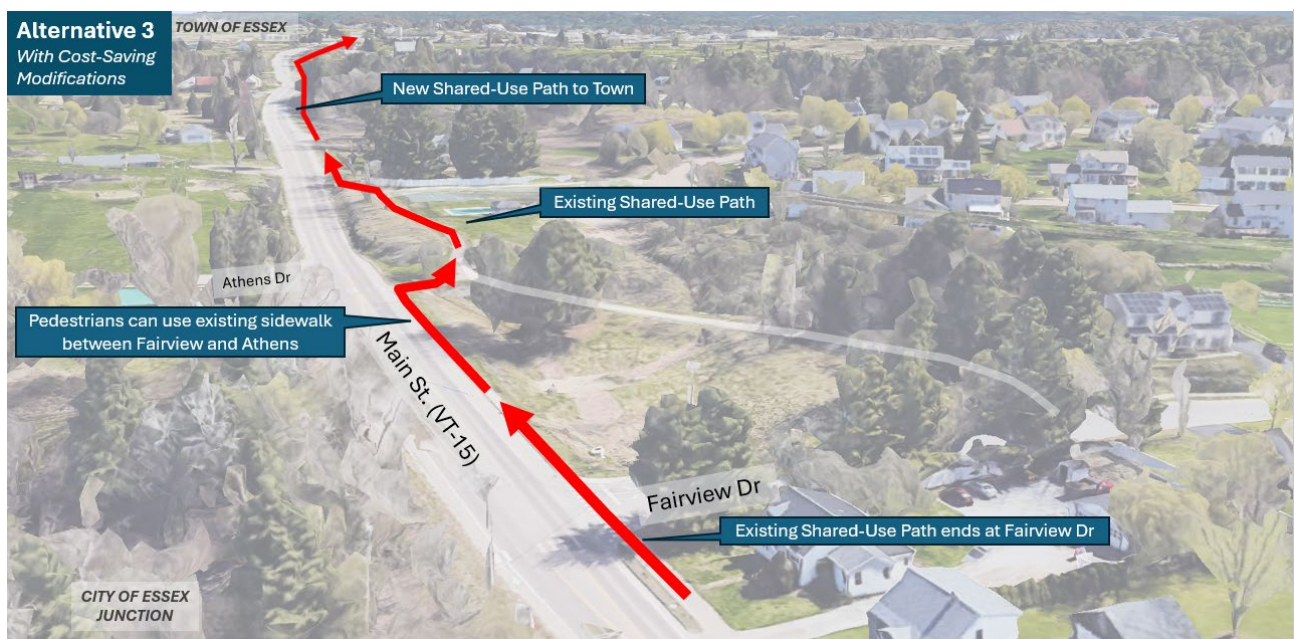 Alternative 3
With Cost-Saving
Modifications
TOWN OF ESSEX
New Shared-Use Path to Town
Existing Shared-Use Path
Athens Dr
Pedestrians can use existing sidewalk
between Fairview and Athens
Main St. (VT-15)
Fairview Dr
Existing Shared-Use Path ends at Fairview Dr
CITY OF ESSEX
JUNCTION